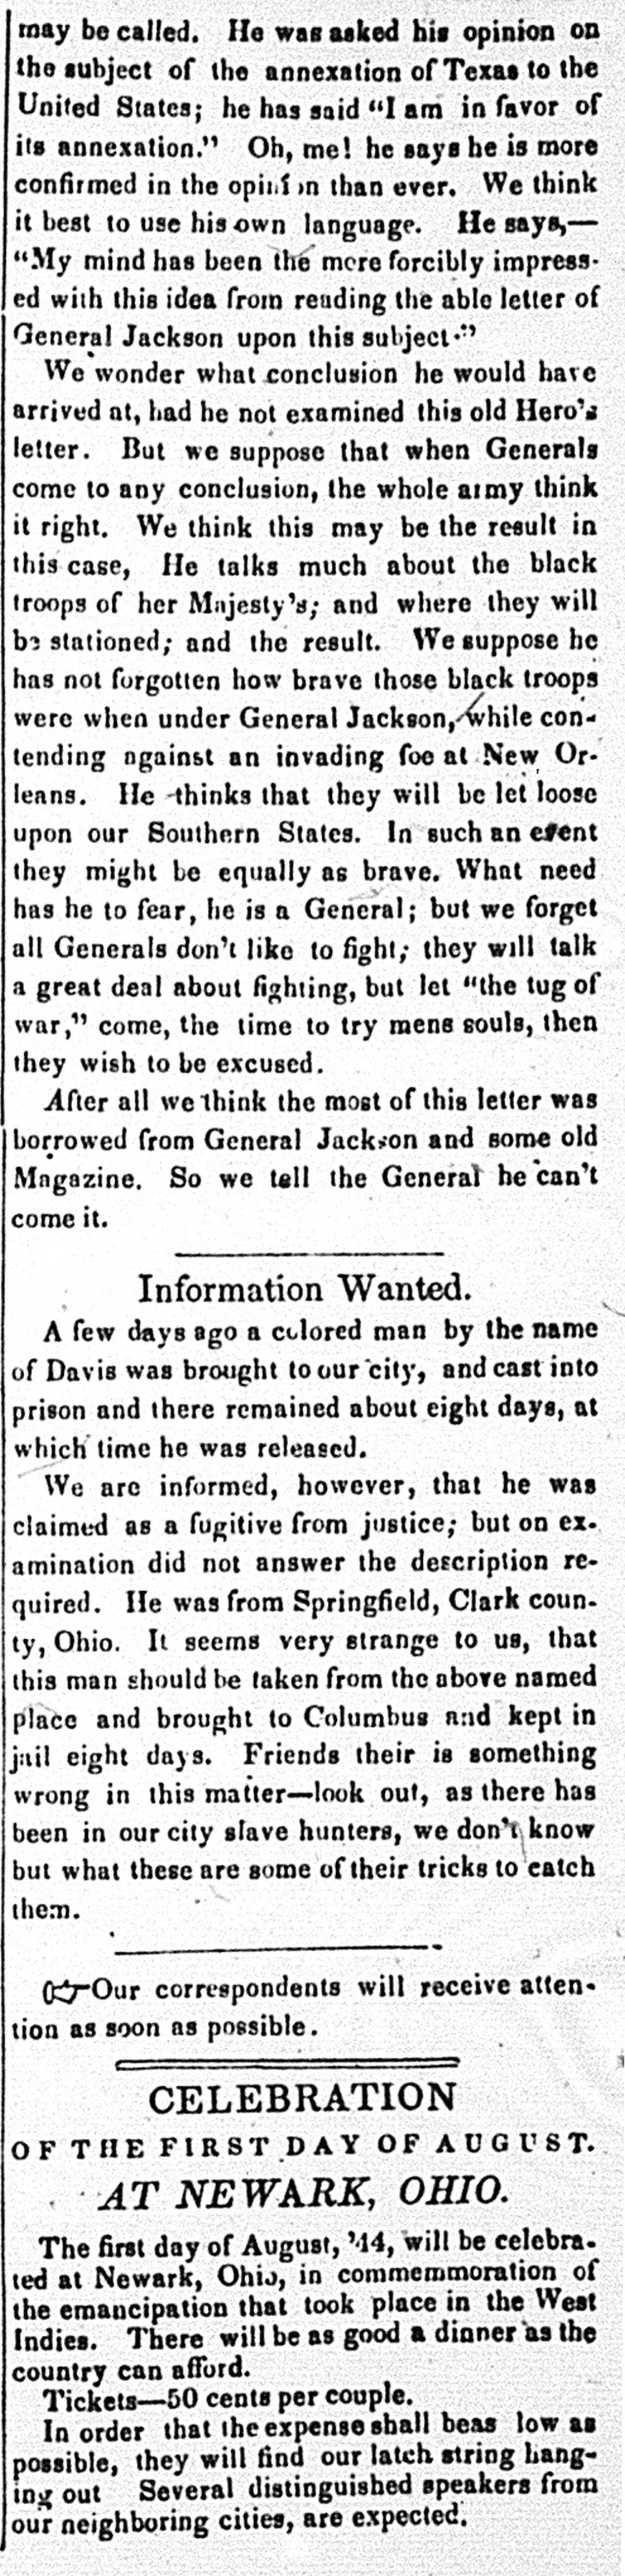 may be called. He was asked his opinion on
the subject of the annexation of Texas to the
United States; he has said "I am in favor of
its annexation." Oh, me! he says he is more
confirmed in the opinion than ever. We think
it best to use his own language. He says,—
"My mind has been the more forcibly impress-
ed with this idea from reading the able letter of
General Jackson upon this subject."
We wonder what conclusion he would have
arrived at, had he not examined this old Hero's
letter. But we suppose that when Generals
come to any conclusion, the whole army think
it right. We think this may be the result in
this case, He talks much about the black
troops of her Majesty's; and where they will
be stationed; and the result. We suppose he
has not forgotten how brave those black troops
were when under General Jackson, while con-
tending against an invading foe at New Or-
leans. He thinks that they will be let loose
upon our Southern States. In such an event
they might be equally as brave. What need
has he to fear, he is a General; but we forget
all Generals don't like to fight; they will talk
a great deal about fighting, but let "the tug of
war," come, the time to try mens souls, then
they wish to be excused.
After all we think the most of this letter was
borrowed from General Jackson and some old
Magazine. So we tell the General he can't
come it.
Information Wanted.
A few days ago a colored man by the name
of Davis was brought to our city, and cast into
prison and there remained about eight days, at
which time he was released.
We are informed, however, that he was
claimed as a fugitive from justice; but on ex-
amination did not answer the description re-
quired. He was from Springfield, Clark coun-
ty, Ohio. It seems very strange to us, that
this man should be taken from the above named
place and brought to Columbus and kept in
jail eight days. Friends their is something
wrong in this matter—look out, as there has
been in our city slave hunters, we don't know
but what these are some of their tricks to catch
them.
☞Our correspondents will receive atten-
tion as soon as possible.
CELEBRATION
OF THE FIRST DAY OF AUGUST.
AT NEWARK, OHIO.
The first day of August, '44, will be celebra-
ted at Newark, Ohio, in commemmoration of
the emancipation that took place in the West
Indies. There will be as good a dinner as the
country can afford.
Tickets—50 cents per couple.
In order that the expense shall beas low as
possible, they will find our latch string hang-
ing out Several distinguished speakers from
our neighboring cities, are expected.